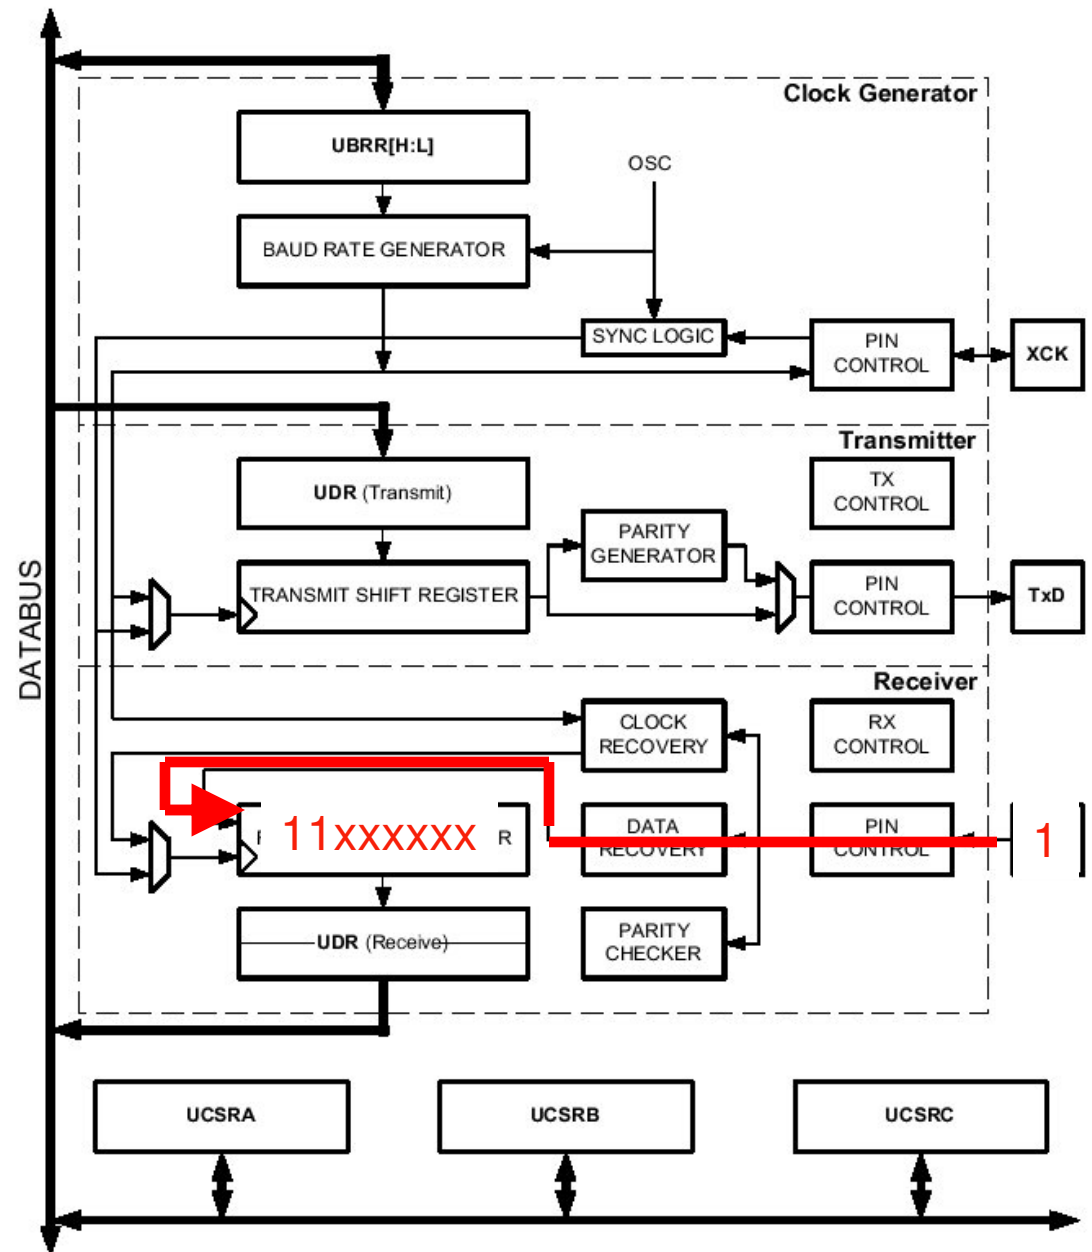 Clock Generator
UBRR[H:L]
OSC
BAUD RATE GENERATOR
SYNC LOGIC
PIN
CONTROL
XCK
DATABUS
Transmitter
UDR (Transmit)
TX
CONTROL
PARITY
GENERATOR
TRANSMIT SHIFT REGISTER
PIN
CONTROL
TxD
Receiver
CLOCK
RECOVERY
RX
CONTROL
11xxxxxx
R
DATA
RECOVERY
PIN
CONTROL
1
UDR (Receive)
PARITY
CHECKER
UCSRA
UCSRB
UCSRC